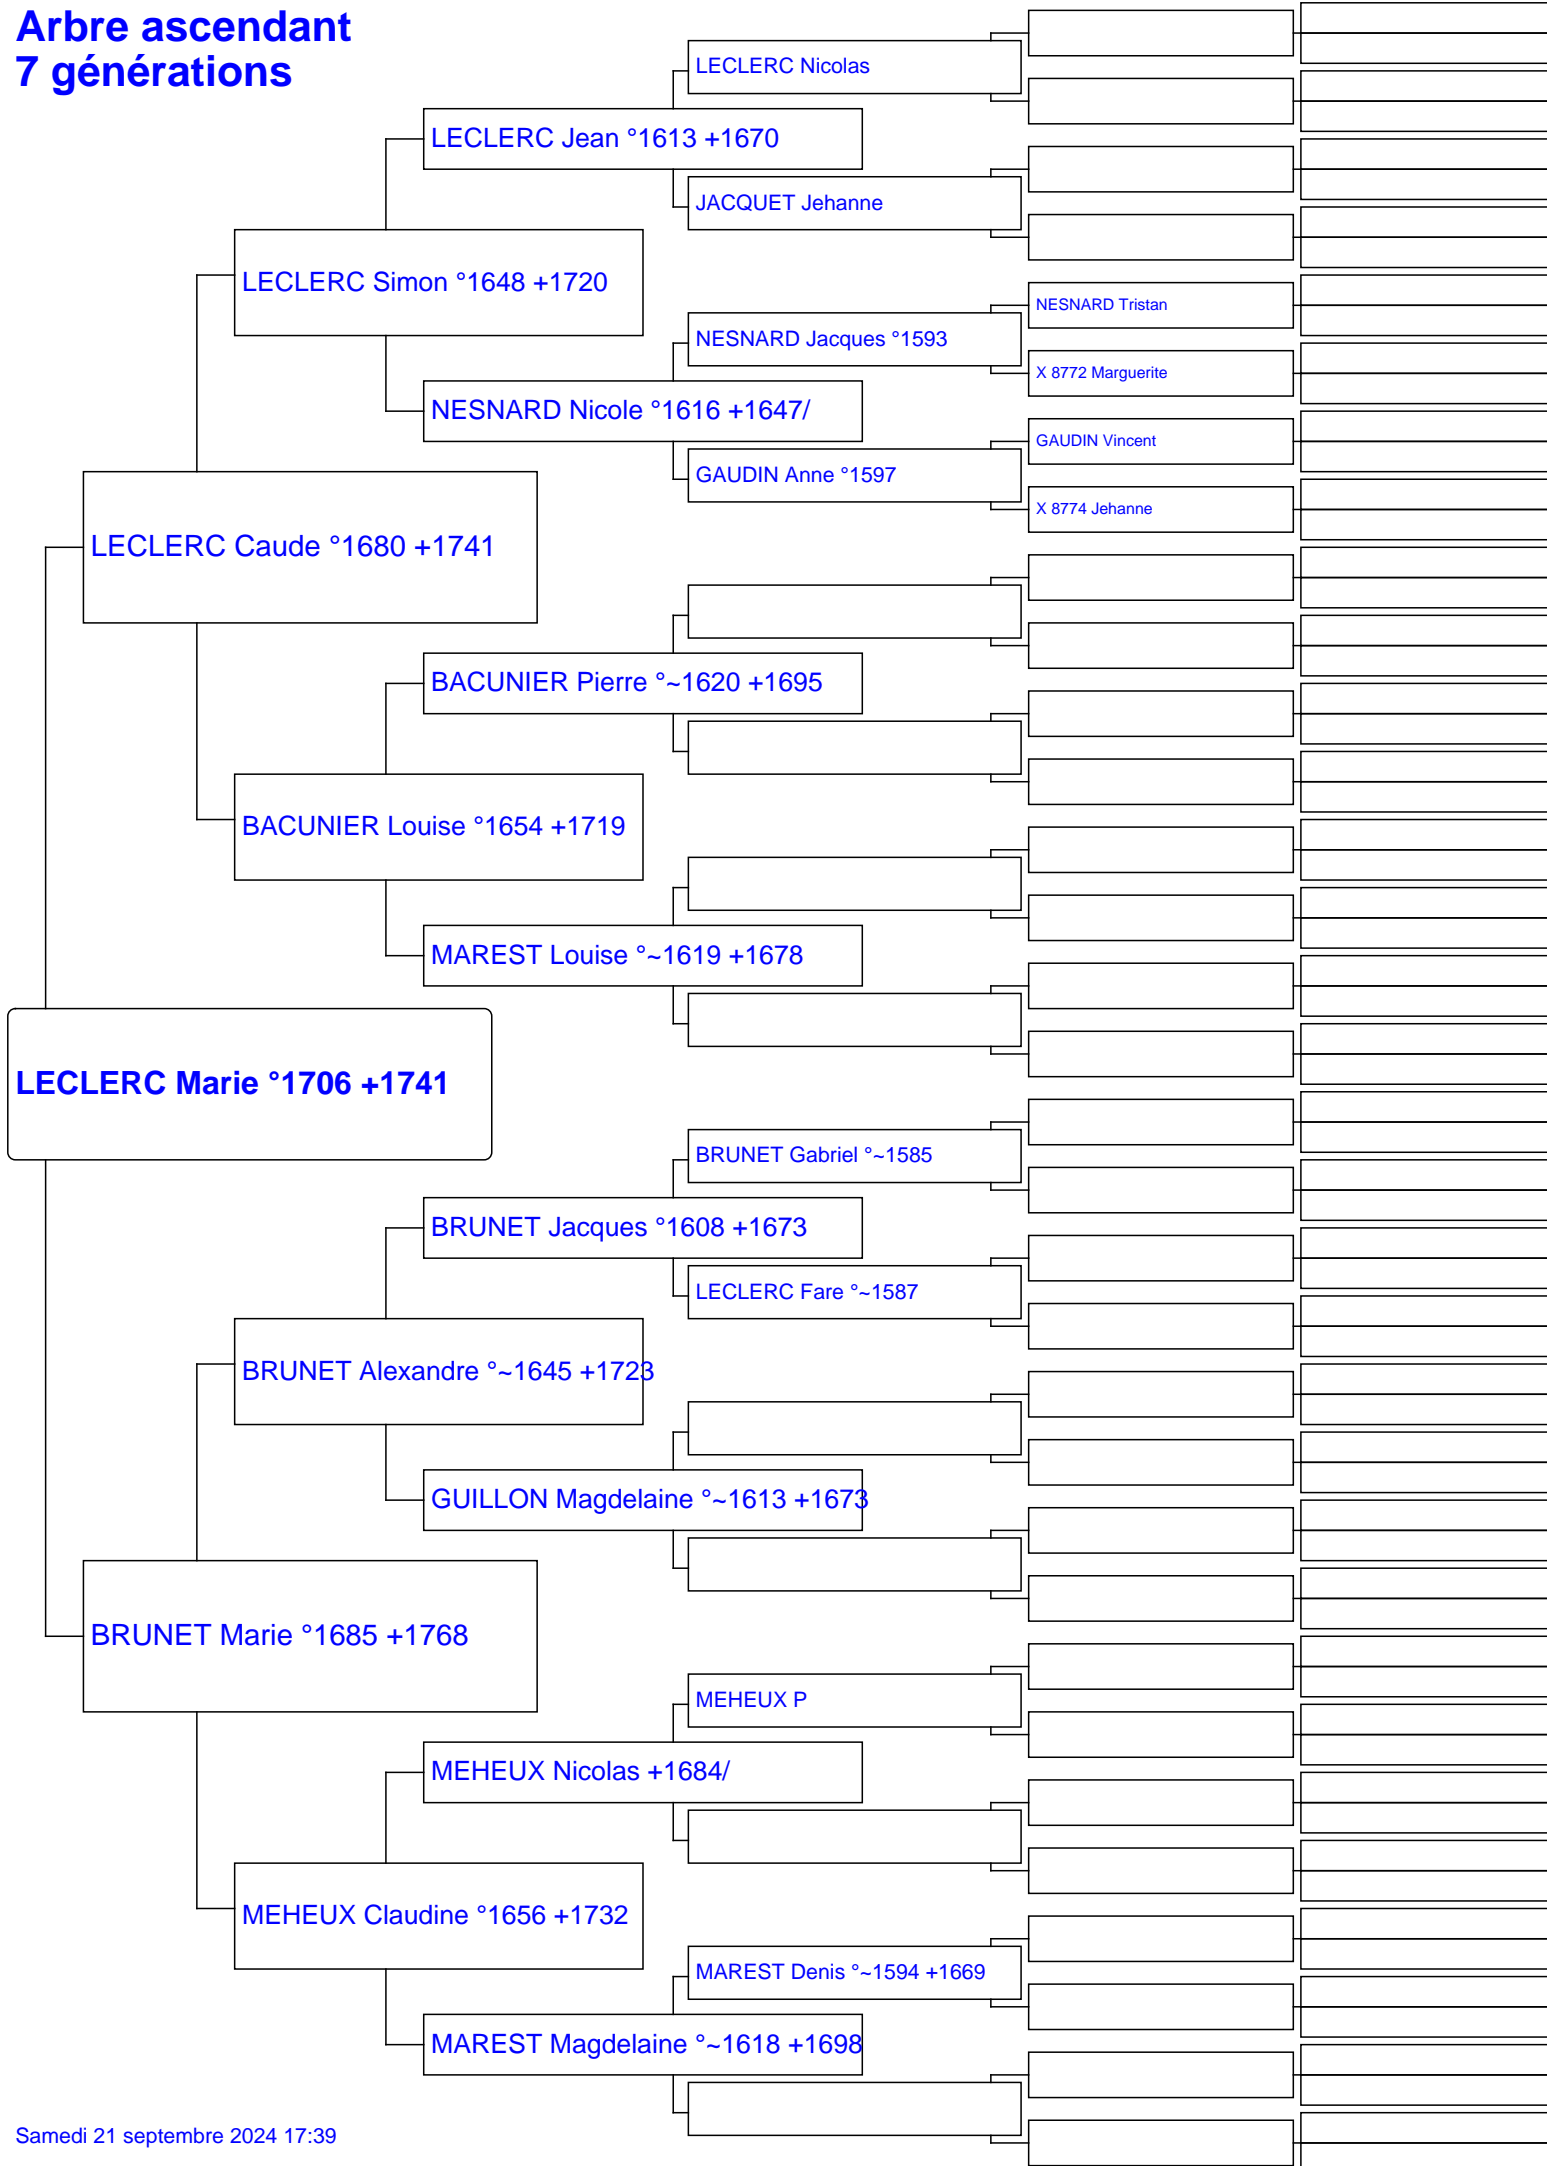 Arbre ascendant
7 générations
LECLERC Nicolas
LECLERC Jean °1613 +1670
JACQUET Jehanne
LECLERC Simon °1648 +1720
NESNARD Tristan
NESNARD Jacques °1593
X 8772 Marguerite
NESNARD Nicole °1616 +1647/
GAUDIN Vincent
GAUDIN Anne °1597
X 8774 Jehanne
LECLERC Caude °1680 +1741
BACUNIER Pierre °~1620 +1695
BACUNIER Louise °1654 +1719
MAREST Louise °~1619 +1678
LECLERC Marie °1706 +1741
BRUNET Gabriel °~1585
BRUNET Jacques °1608 +1673
LECLERC Fare °~1587
BRUNET Alexandre °~1645 +1723
GUILLON Magdelaine °~1613 +1673
BRUNET Marie °1685 +1768
MEHEUX P
MEHEUX Nicolas +1684/
MEHEUX Claudine °1656 +1732
MAREST Denis °~1594 +1669
MAREST Magdelaine °~1618 +1698
Samedi 21 septembre 2024 17:39